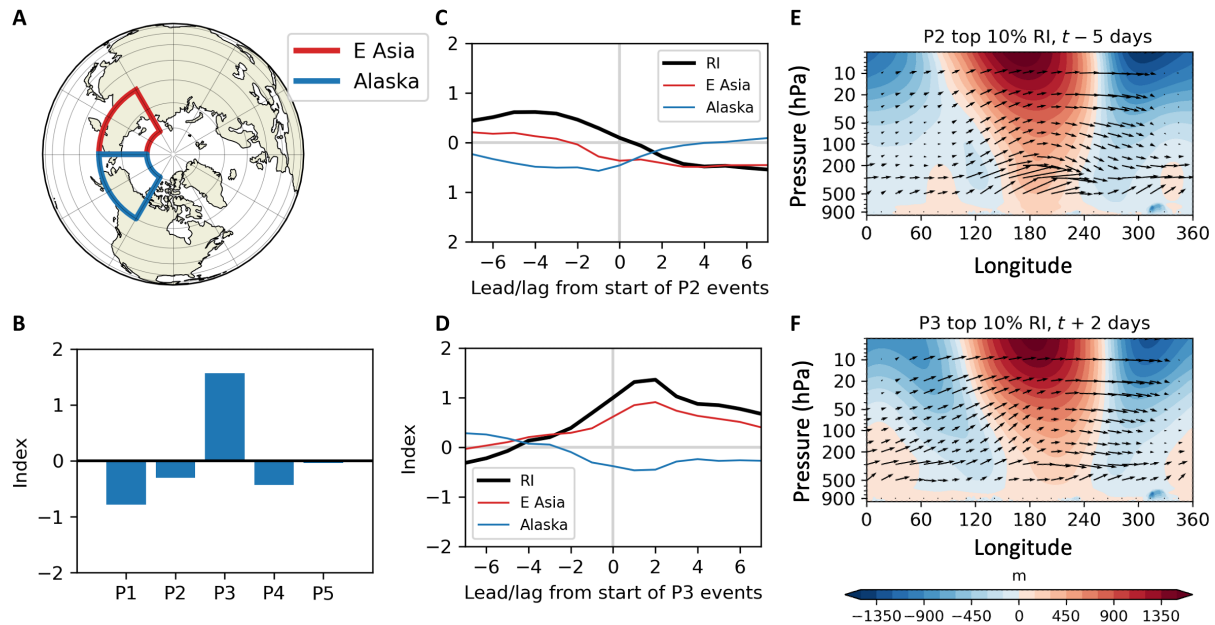 A
E Asia
Alaska
B
2
1
0
−1
−2
Index
P1 P2 P3 P4 P5
C
2
1
0
1
2
RI
E Asia
Alaska
−6 −4 −2 0 2 4 6
Lead/lag from start of P2 events
D
2
1
0
−1
−2
Index
RI
E Asia
Alaska
−6 −4 −2 0 2 4 6
Lead/lag from start of P3 events
E
P2 top 10% RI, t − 5 days
Pressure (hPa)
10
20
50
100
200
500
900
0 60 120 180 240 300 360
Longitude
F
P3 top 10% RI, t + 2 days
Pressure (hPa)
10
20
50
100
200
500
900
0 60 120 180 240 300 360
Longitude
m
−1350 −900 −450 0 450 900 1350